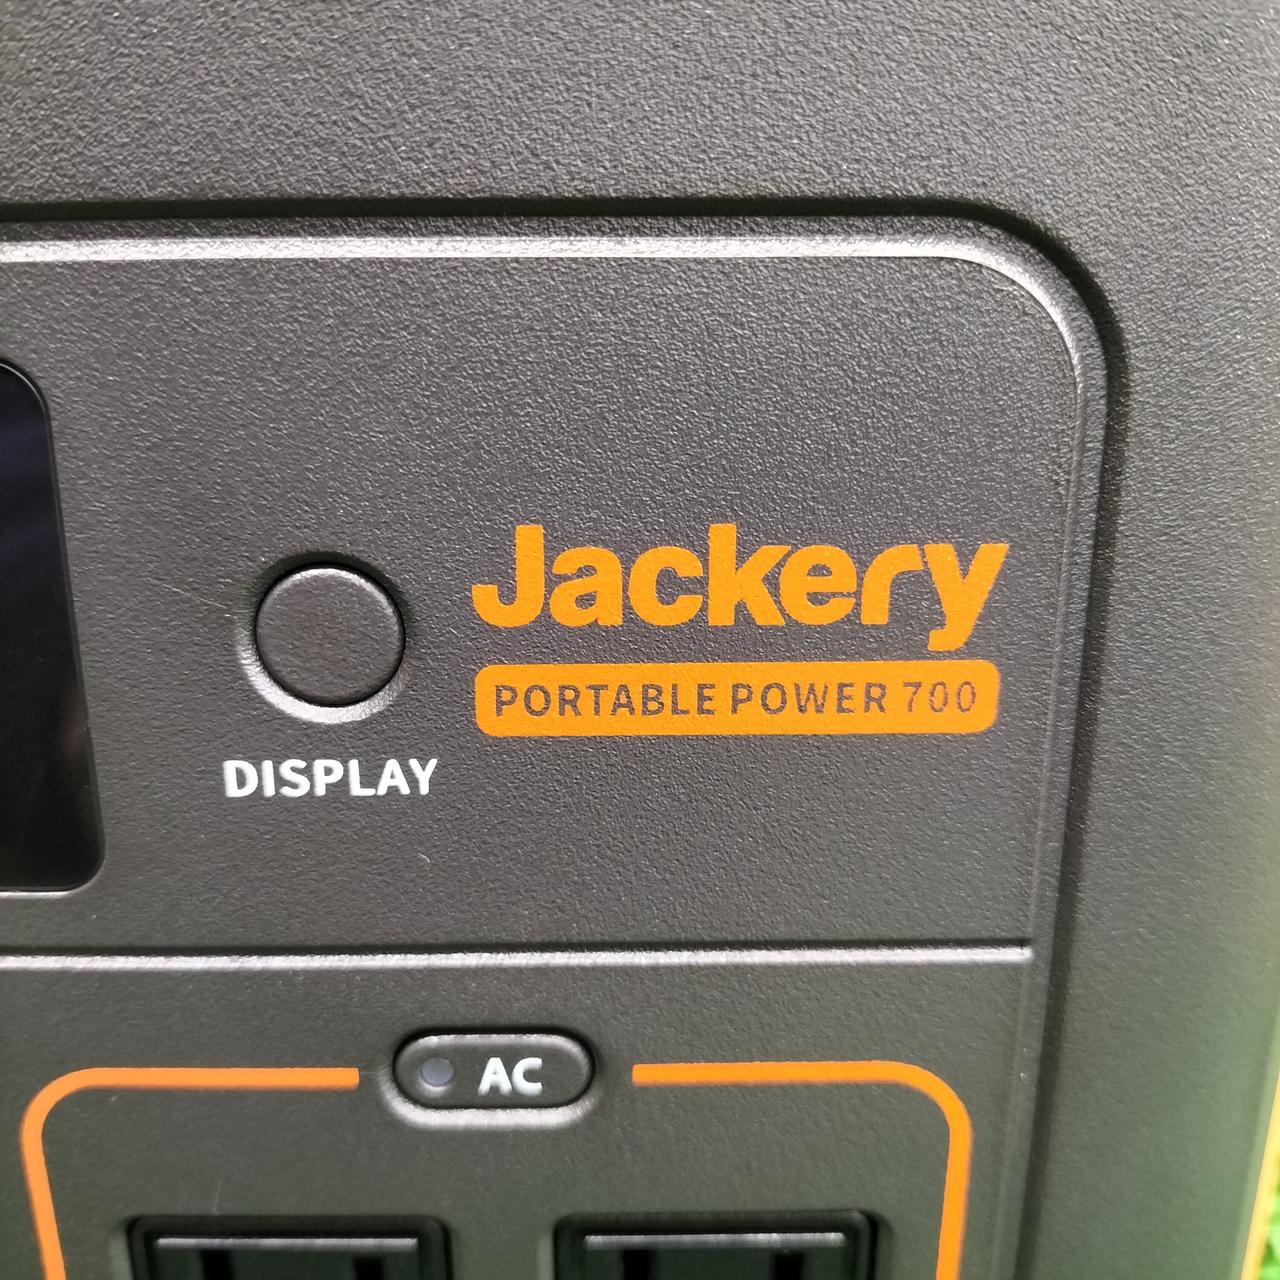 Jackery
PORTABLE POWER 700
DISPLAY
AC